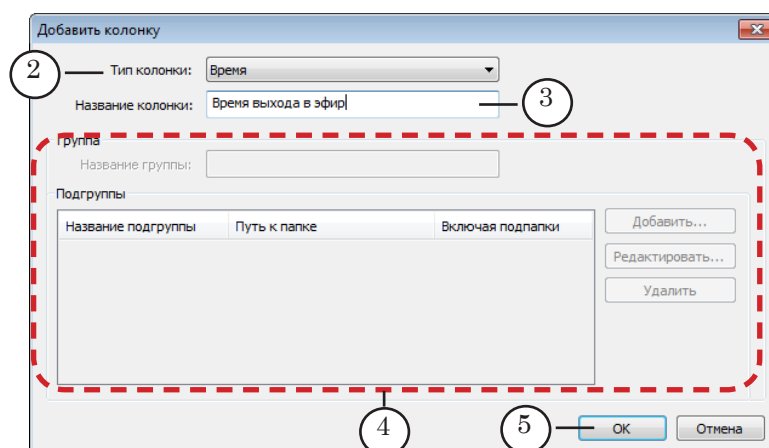 Добавить колонку
2 Тип колонки: Время
Название колонки: Время выхода в эфир 3
Группа
Название группы:
Подгруппы
Название подгруппы Путь к папке Включая подпапки Добавить...
Редактировать...
Удалить
4 5 OK Отмена